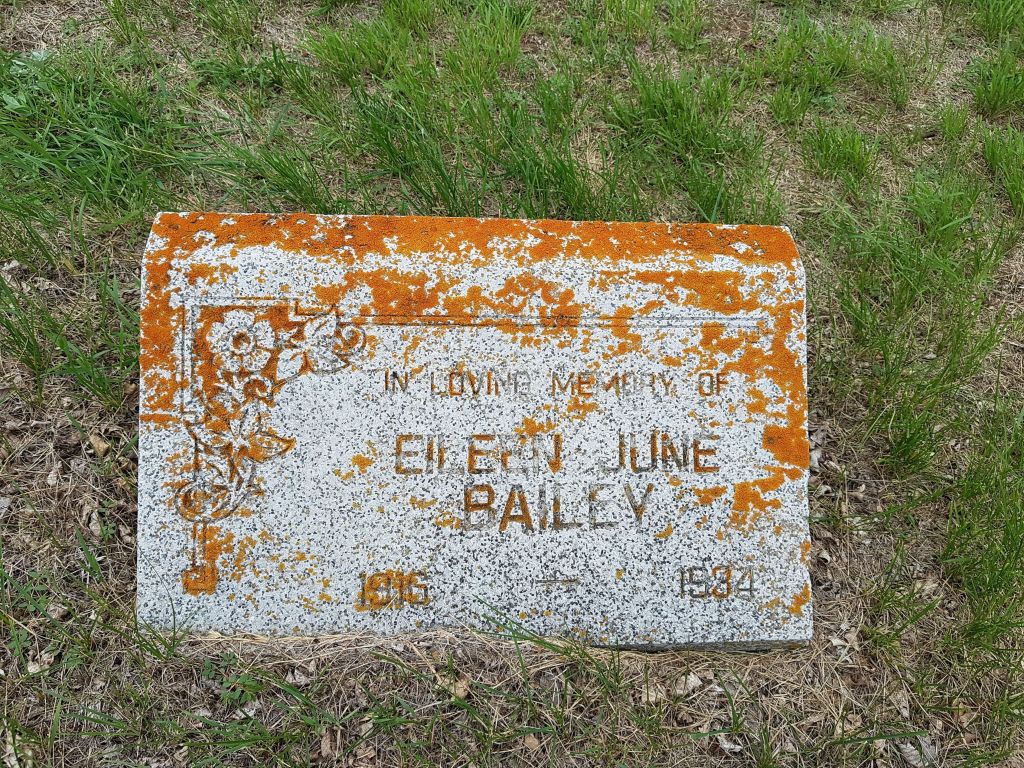 IN LOVING MEMORY OF
EILEEN JUNE
BAILEY
1916 — 1934